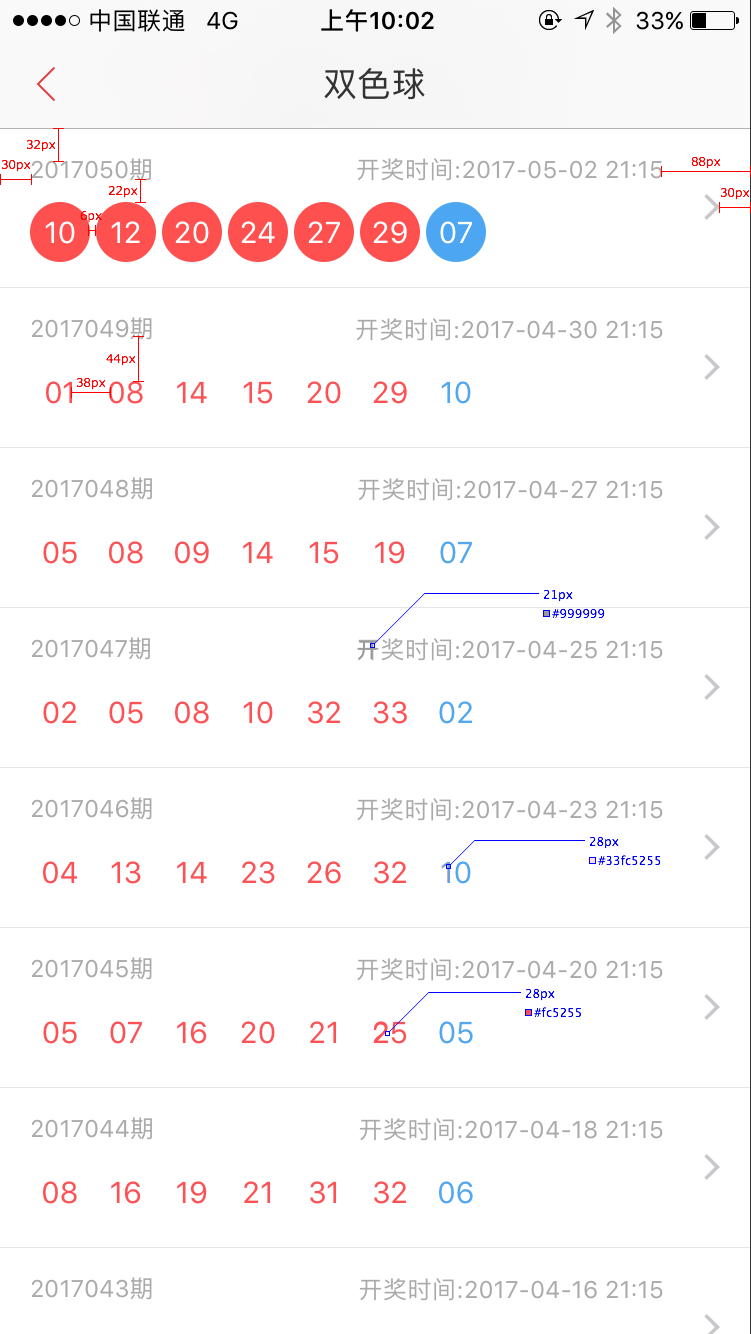 中国联通 4G 上午10:02 33%
双色球
32px
30px 2017050期 开奖时间:2017-05-02 21:15 88px
22px 30px
6px
10 12 20 24 27 29 07
2017049期 开奖时间:2017-04-30 21:15
44px
38px
01 08 14 15 20 29 10
2017048期 开奖时间:2017-04-27 21:15
05 08 09 14 15 19 07
21px
#999999
2017047期 开奖时间:2017-04-25 21:15
02 05 08 10 32 33 02
2017046期 开奖时间:2017-04-23 21:15
28px
#33fc5255
04 13 14 23 26 32 10
2017045期 开奖时间:2017-04-20 21:15
28px
#fc5255
05 07 16 20 21 25 05
2017044期 开奖时间:2017-04-18 21:15
08 16 19 21 31 32 06
2017043期 开奖时间:2017-04-16 21:15